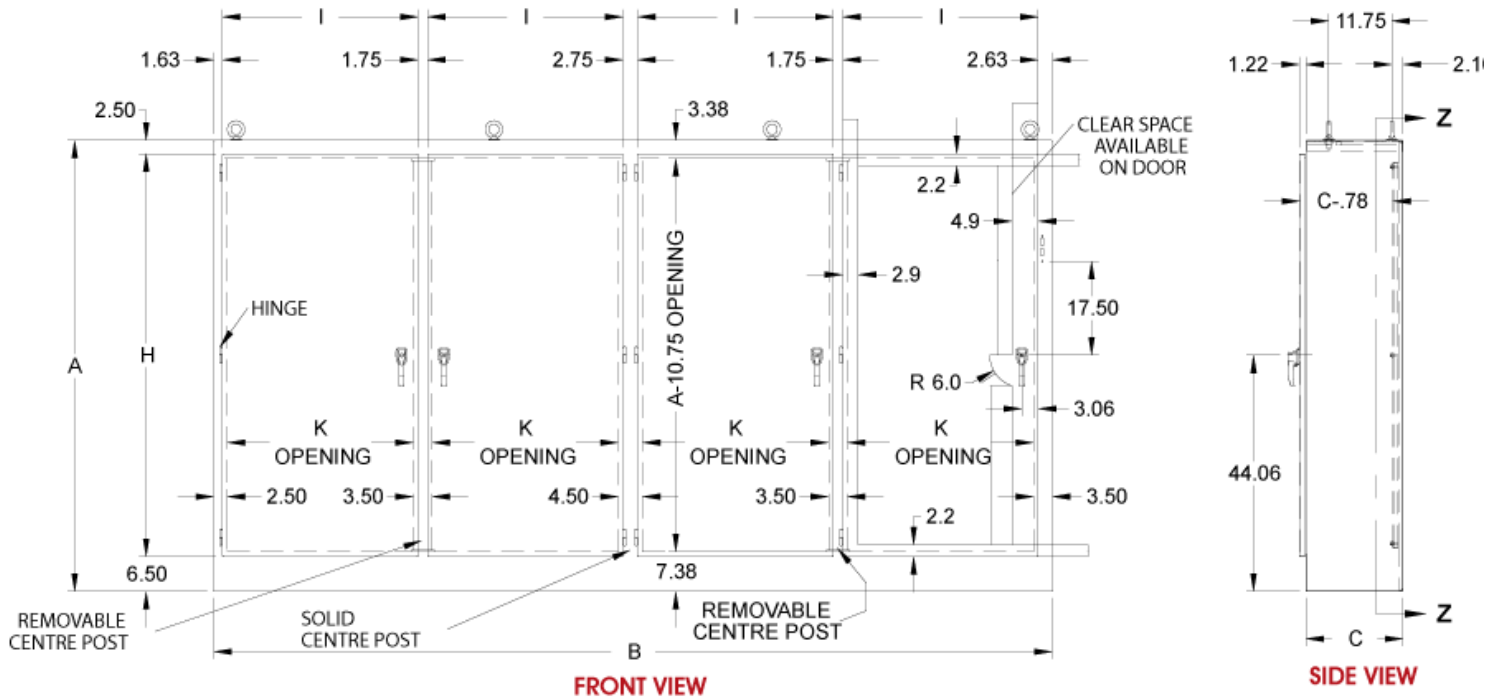 I I I I
11.75
1.63 1.75 2.75 1.75 2.63
1.22
2.50
3.38
Z
CLEAR SPACE
AVAILABLE
ON DOOR
2.2
C-.78
4.9
A-10.75 OPENING
2.9
HINGE
17.50
A
H
R 6.0
3.06
K K K K
OPENING OPENING OPENING OPENING
44.06
2.50 3.50 4.50 3.50 3.50
2.2
6.50
7.38
REMOVABLE
CENTRE POST
SOLID
CENTRE POST
REMOVABLE
CENTRE POST
Z
B
C
FRONT VIEW
SIDE VIEW